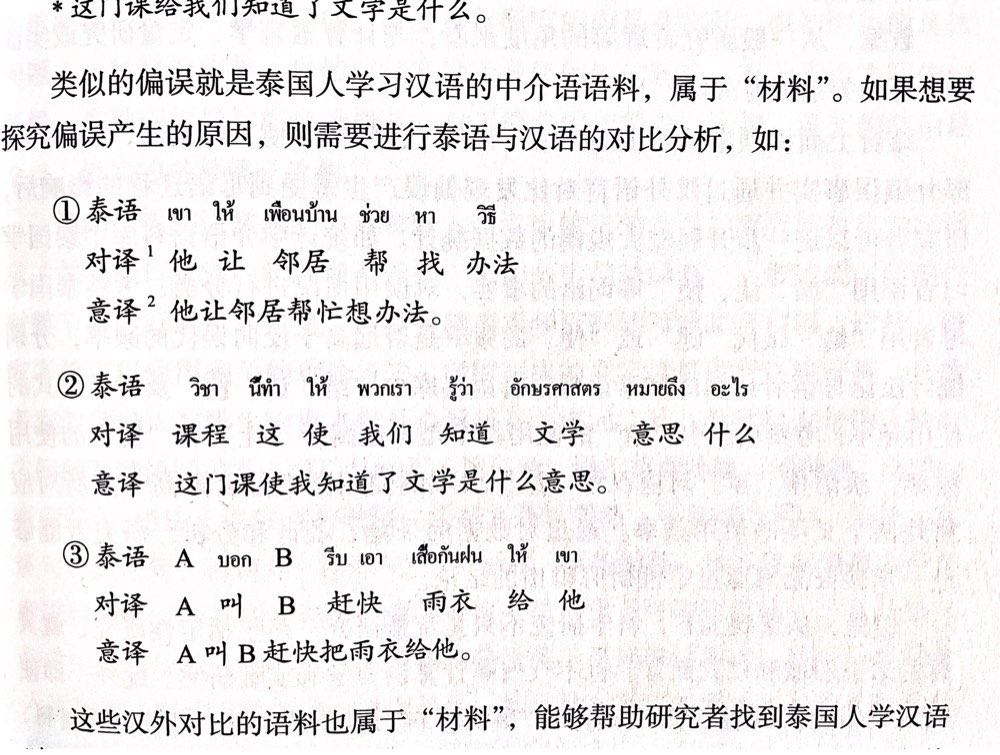 *这门课给我们知道了文学是什么。
类似的偏误就是泰国人学习汉语的中介语语料，属于“材料”。如果想要
探究偏误产生的原因，则需要进行泰语与汉语的对比分析，如：
①泰语 เขา ให้ เพื่อนบ้าน ช่วย หา วิธี
对译1 他 让 邻居 帮 找 办法
意译2 他让邻居帮忙想办法。
②泰语 วิชา นี้ทำ ให้ พวกเรา รู้ว่า อักษรศาสตร หมายถึง อะไร
对译 课程 这 使 我们 知道 文学 意思 什么
意译 这门课使我知道了文学是什么意思。
③泰语 A บอก B รีบ เอา เสื้อกันฝน ให้ เขา
对译 A 叫 B 赶快 雨衣 给 他
意译 A 叫 B 赶快把雨衣给他。
这些汉外对比的语料也属于“材料”，能够帮助研究者找到泰国人学汉语